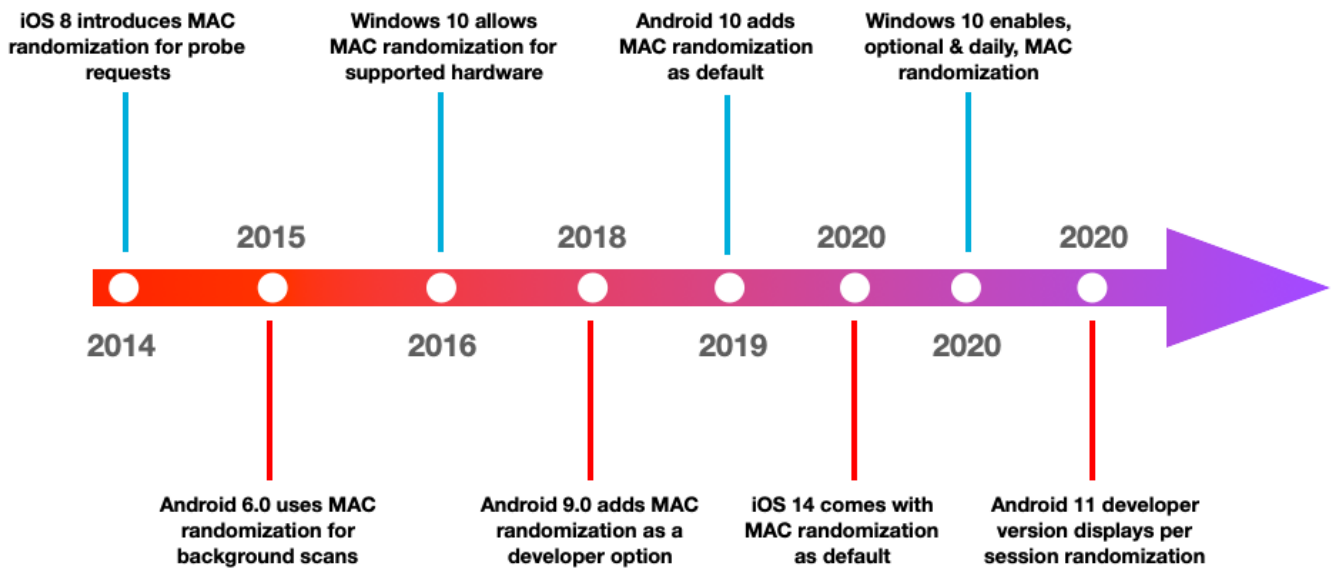 iOS 8 introduces MAC
randomization for probe
requests
Windows 10 allows
MAC randomization for
supported hardware
Android 10 adds
MAC randomization
as default
Windows 10 enables,
optional & daily, MAC
randomization
2015
2018
2020
2020
2014
2016
2019
2020
Android 6.0 uses MAC
randomization for
background scans
Android 9.0 adds MAC
randomization as a
developer option
iOS 14 comes with
MAC randomization
as default
Android 11 developer
version displays per
session randomization